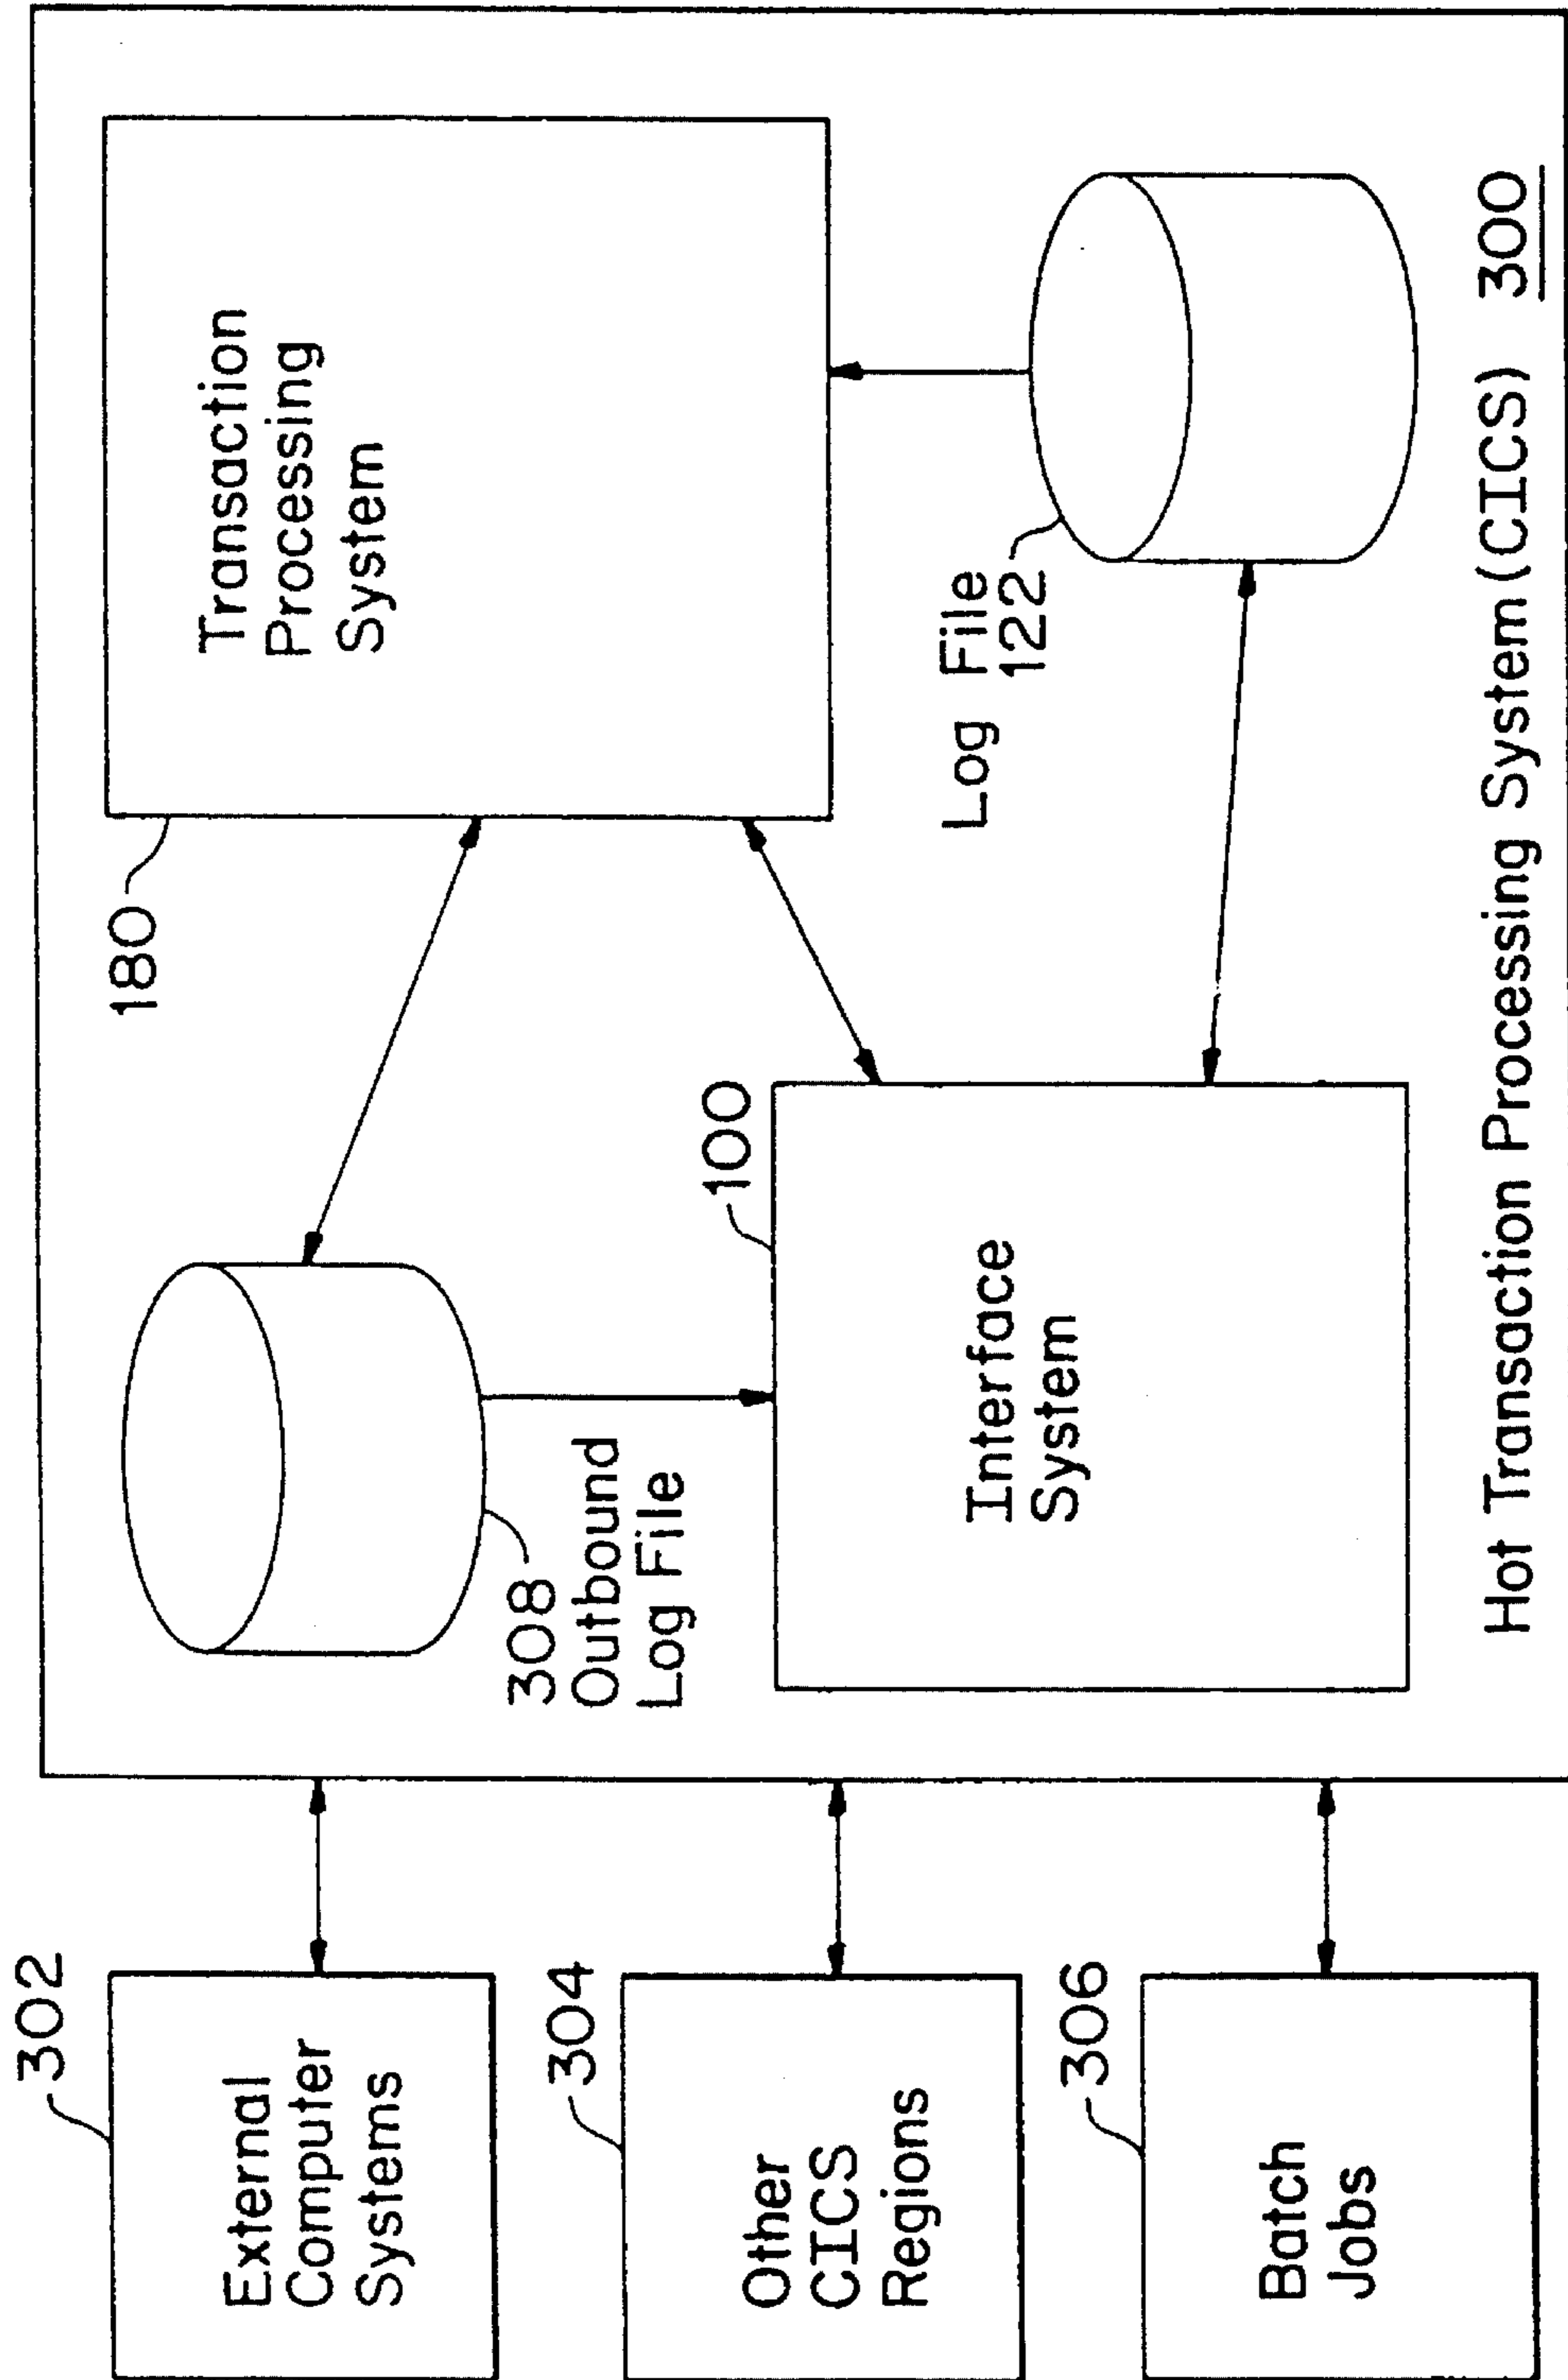 302
External
Computer
Systems
304
Other
CICS
Regions
306
Batch
Jobs
308
Outbound
Log File
180
Transaction
Processing
System
100
Interface
System
Log File
122
Hot Transaction Processing System (CICS) 300